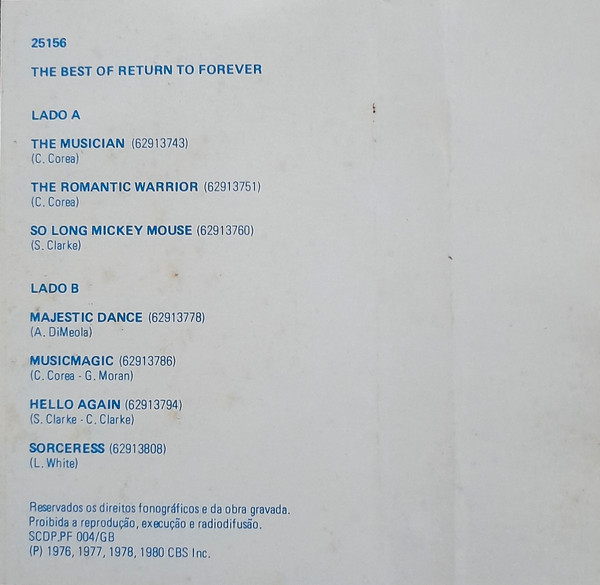 25156
THE BEST OF RETURN TO FOREVER
LADO A
THE MUSICIAN (62913743)
(C. Corea)
THE ROMANTIC WARRIOR (62913751)
(C. Corea)
SO LONG MICKEY MOUSE (62913760)
(S. Clarke)
LADO B
MAJESTIC DANCE (62913778)
(A. DiMeola)
MUSICMAGIC (62913786)
(C. Corea - G. Moran)
HELLO AGAIN (62913794)
(S. Clarke - C. Clarke)
SORCERESS (62913808)
(L. White)
Reservados os direitos fonográficos e da obra gravada.
Proibida a reprodução, execução e radiodifusão.
SCDP.PF 004/GB
(P) 1976, 1977, 1978, 1980 CBS Inc.